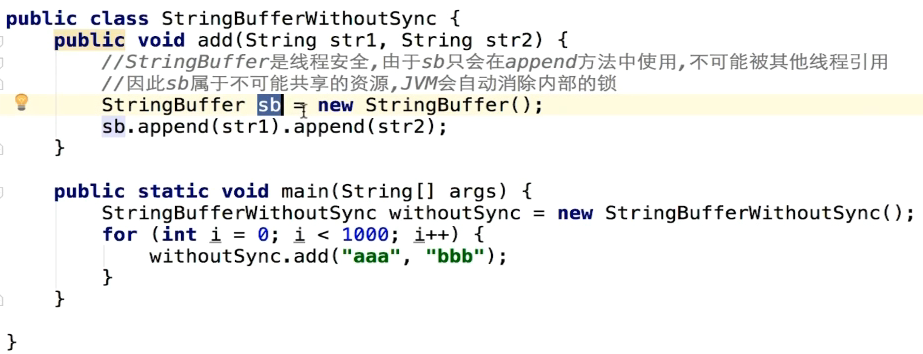 public class StringBufferWithoutSync {
public void add(String str1, String str2) {
//StringBuffer是线程安全,由于sb只会在append方法中使用,不可能被其他线程引用
//因此sb属于不可能共享的资源,JVM会自动消除内部的锁
StringBuffer sb = new StringBuffer();
sb.append(str1).append(str2);
}
public static void main(String[] args) {
StringBufferWithoutSync withoutSync = new StringBufferWithoutSync();
for (int i = 0; i < 1000; i++) {
withoutSync.add("aaa", "bbb");
}
}
}